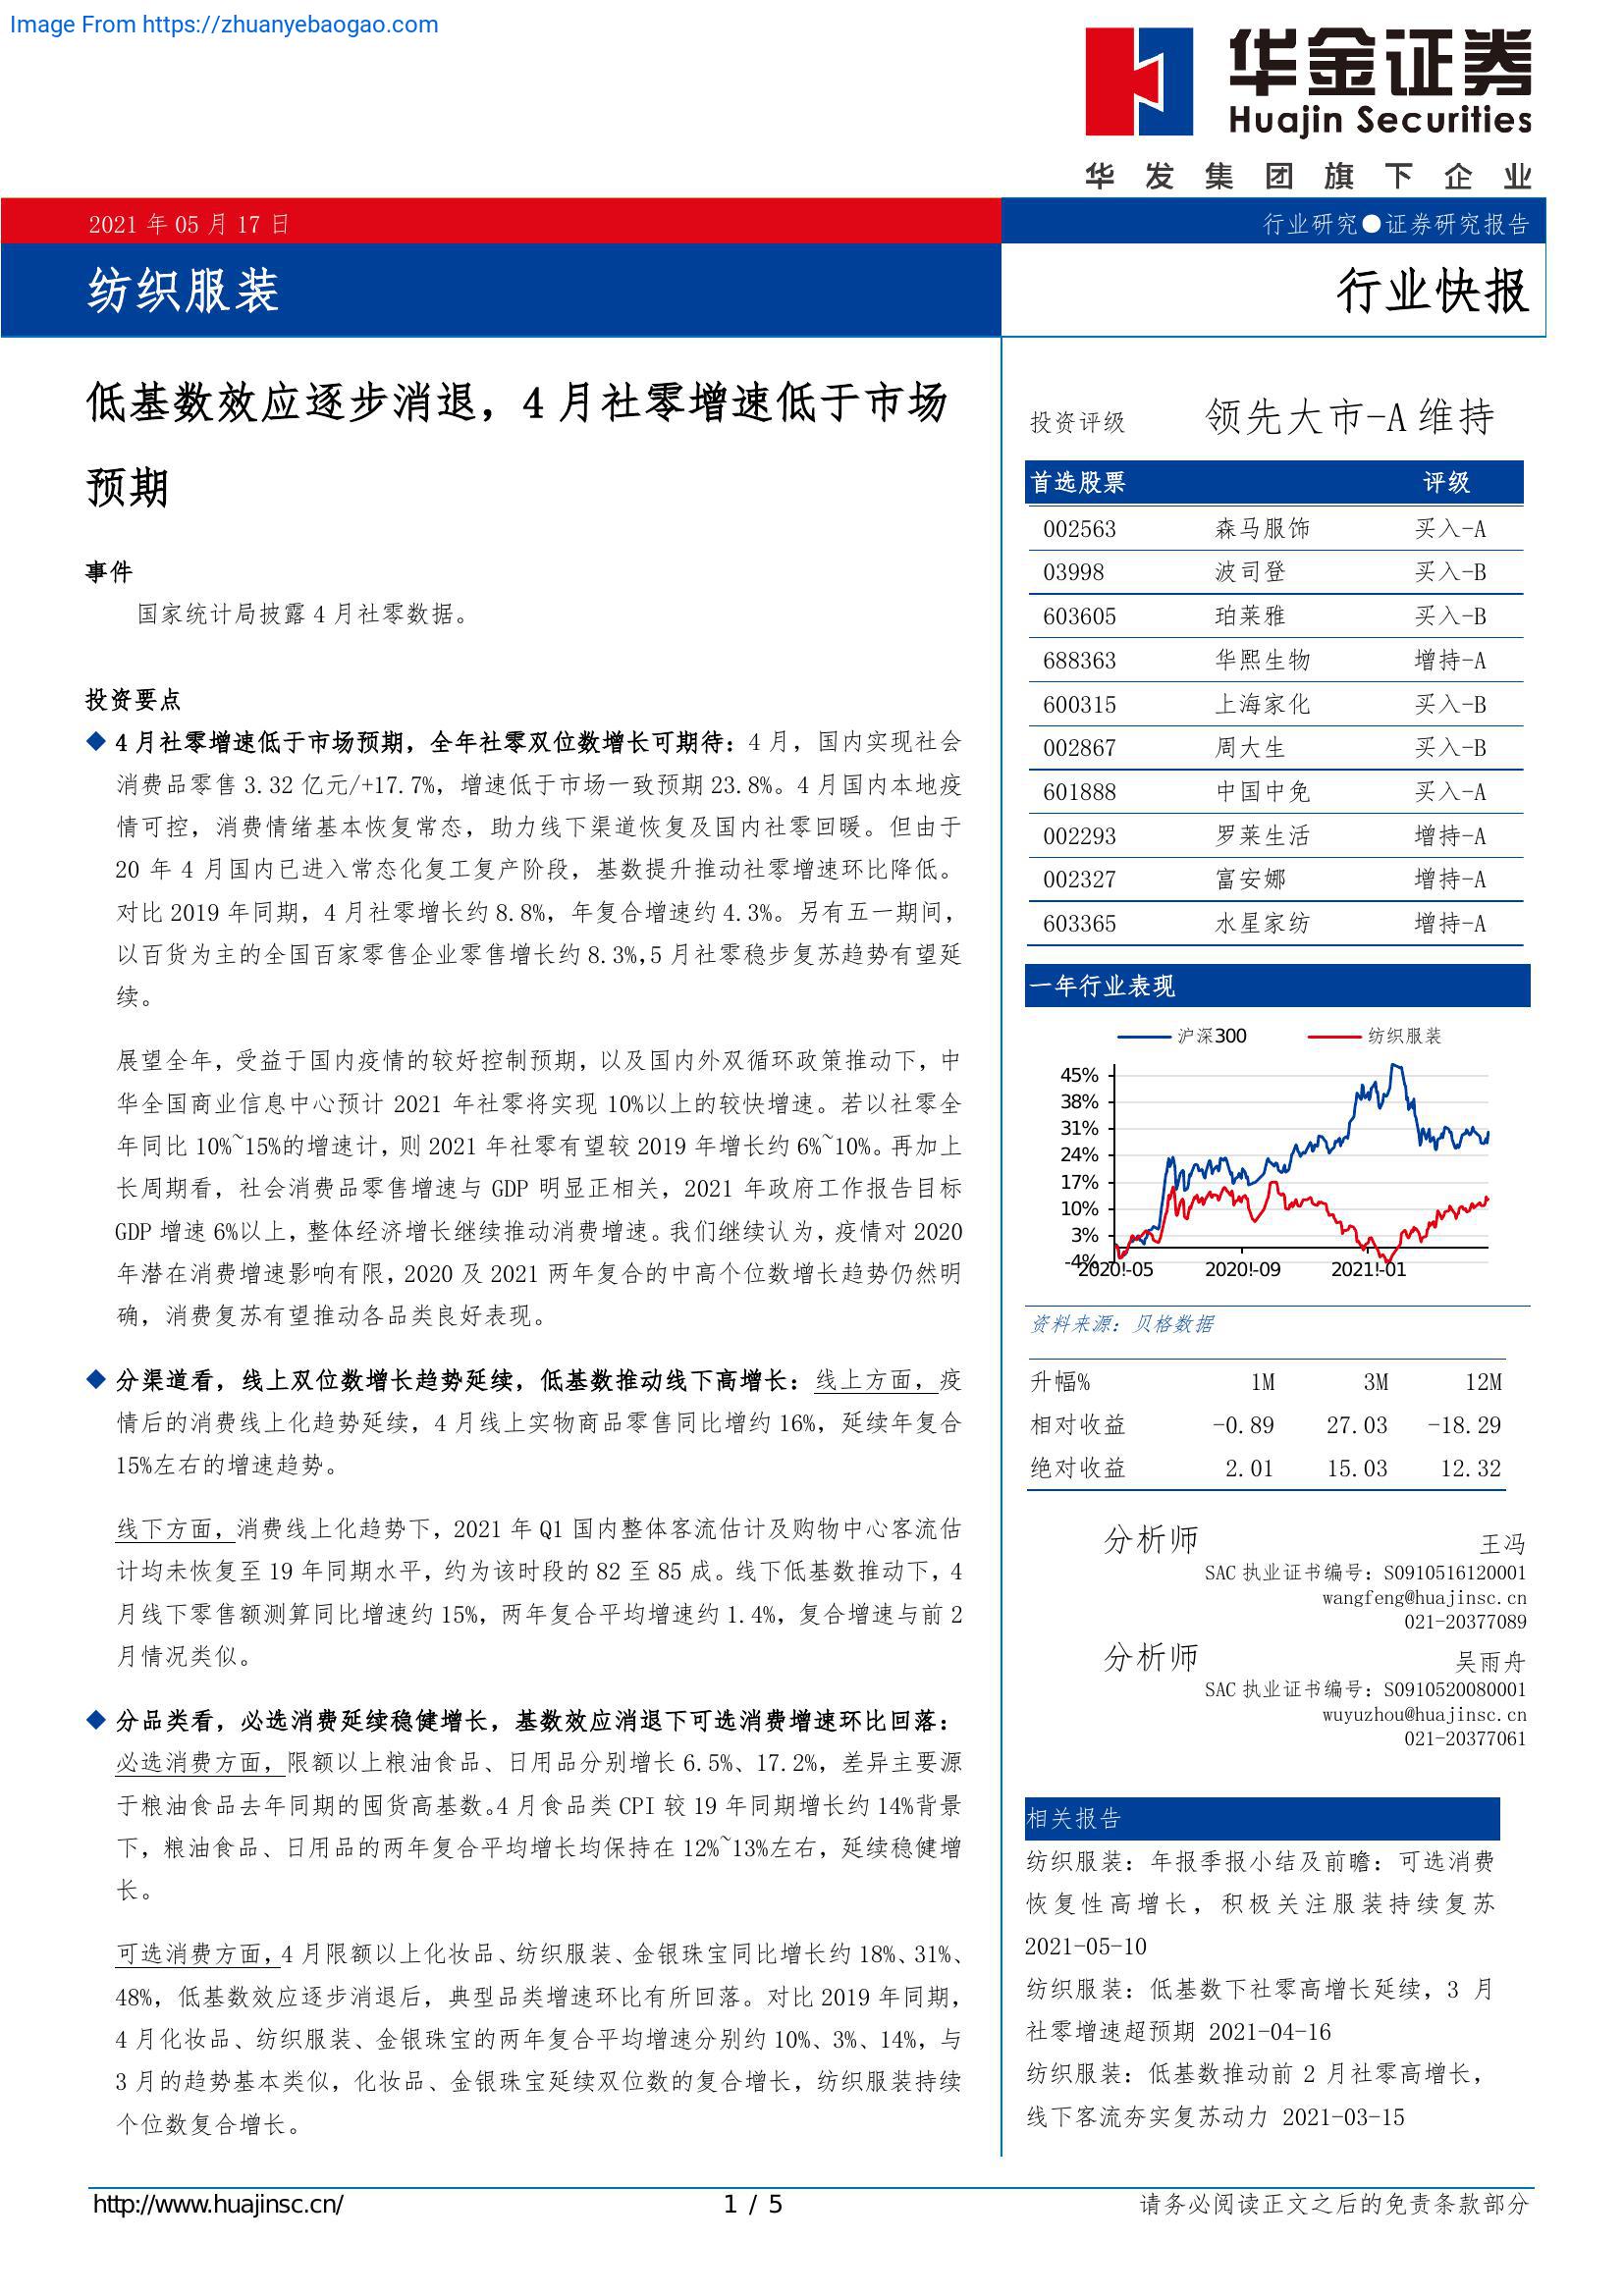 Image From https://zhuanyebaogao.com
华金证券
Huajin Securities
华发集团旗下企业
2021 年 05 月 17 日
行业研究●证券研究报告
纺织服装
行业快报
低基数效应逐步消退，4 月社零增速低于市场
预期
事件
国家统计局披露 4 月社零数据。
投资要点
◆ 4 月社零增速低于市场预期，全年社零双位数增长可期待：4 月，国内实现社会
消费品零售 3.32 亿元/+17.7%，增速低于市场一致预期 23.8%。4 月国内本地疫
情可控，消费情绪基本恢复常态，助力线下渠道恢复及国内社零回暖。但由于
20 年 4 月国内已进入常态化复工复产阶段，基数提升推动社零增速环比降低。
对比 2019 年同期，4 月社零增长约 8.8%，年复合增速约 4.3%。另有五一期间，
以百货为主的全国百家零售企业零售增长约 8.3%,5 月社零稳步复苏趋势有望延
续。
展望全年，受益于国内疫情的较好控制预期，以及国内外双循环政策推动下，中
华全国商业信息中心预计 2021 年社零将实现 10%以上的较快增速。若以社零全
年同比 10%~15%的增速计，则 2021 年社零有望较 2019 年增长约 6%~10%。再加上
长周期看，社会消费品零售增速与 GDP 明显正相关，2021 年政府工作报告目标
GDP 增速 6%以上，整体经济增长继续推动消费增速。我们继续认为，疫情对 2020
年潜在消费增速影响有限，2020 及 2021 两年复合的中高个位数增长趋势仍然明
确，消费复苏有望推动各品类良好表现。
◆ 分渠道看，线上双位数增长趋势延续，低基数推动线下高增长：线上方面，疫
情后的消费线上化趋势延续，4 月线上实物商品零售同比增约 16%，延续年复合
15%左右的增速趋势。
线下方面，消费线上化趋势下，2021 年 Q1 国内整体客流估计及购物中心客流估
计均未恢复至 19 年同期水平，约为该时段的 82 至 85 成。线下低基数推动下，4
月线下零售额测算同比增速约 15%，两年复合平均增速约 1.4%，复合增速与前 2
月情况类似。
◆ 分品类看，必选消费延续稳健增长，基数效应消退下可选消费增速环比回落：
必选消费方面，限额以上粮油食品、日用品分别增长 6.5%、17.2%，差异主要源
于粮油食品去年同期的囤货高基数。4 月食品类 CPI 较 19 年同期增长约 14%背景
下，粮油食品、日用品的两年复合平均增长均保持在 12%~13%左右，延续稳健增
长。
可选消费方面，4 月限额以上化妆品、纺织服装、金银珠宝同比增长约 18%、31%、
48%，低基数效应逐步消退后，典型品类增速环比有所回落。对比 2019 年同期，
4 月化妆品、纺织服装、金银珠宝的两年复合平均增速分别约 10%、3%、14%，与
3 月的趋势基本类似，化妆品、金银珠宝延续双位数的复合增长，纺织服装持续
个位数复合增长。
投资评级 领先大市-A 维持
首选股票 评级
002563 森马服饰 买入-A
03998 波司登 买入-B
603605 珀莱雅 买入-B
688363 华熙生物 增持-A
600315 上海家化 买入-B
002867 周大生 买入-B
601888 中国中免 买入-A
002293 罗莱生活 增持-A
002327 富安娜 增持-A
603365 水星家纺 增持-A
一年行业表现
沪深300 纺织服装
45%
38%
31%
24%
17%
10%
3%
-4%
2020!-05 2020!-09 2021!-01
资料来源：贝格数据
升幅% 1M 3M 12M
相对收益 -0.89 27.03 -18.29
绝对收益 2.01 15.03 12.32
分析师 王冯
SAC 执业证书编号：S0910516120001
wangfeng@huajinsc.cn
021-20377089
分析师 吴雨舟
SAC 执业证书编号：S0910520080001
wuyuzhou@huajinsc.cn
021-20377061
相关报告
纺织服装：年报季报小结及前瞻：可选消费
恢复性高增长，积极关注服装持续复苏
2021-05-10
纺织服装：低基数下社零高增长延续，3 月
社零增速超预期 2021-04-16
纺织服装：低基数推动前 2 月社零高增长，
线下客流夯实复苏动力 2021-03-15
http://www.huajinsc.cn/
1 / 5
请务必阅读正文之后的免责条款部分